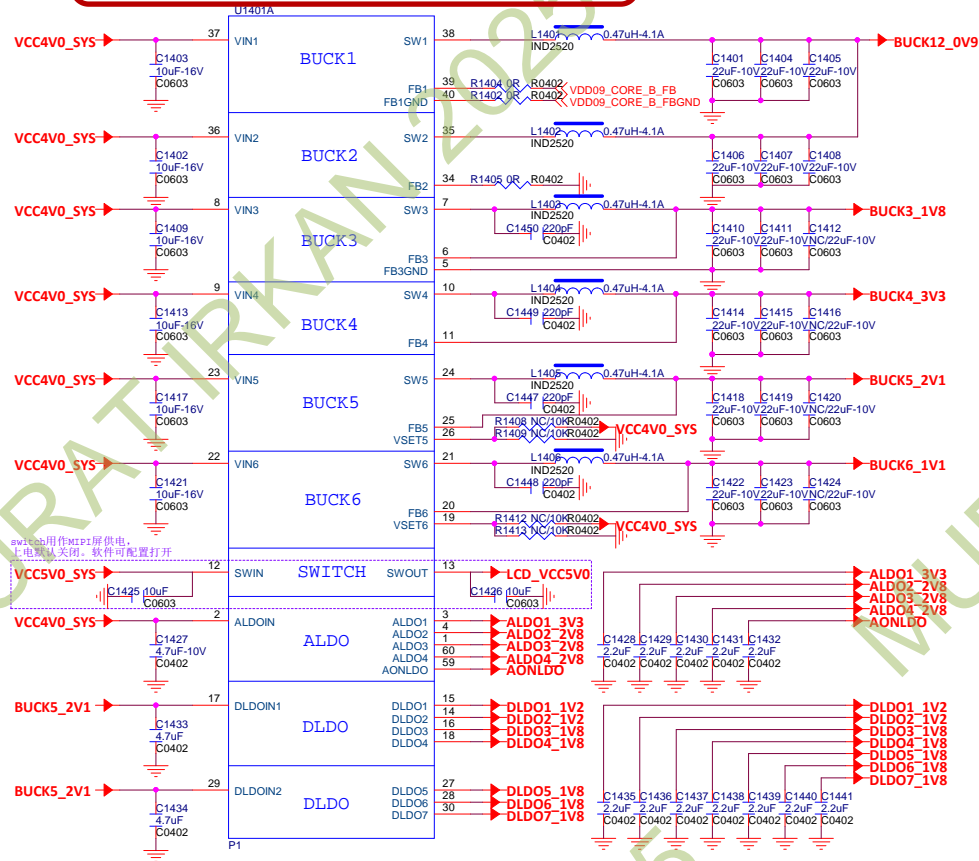 U1401A
VCC4V0_SYS
37
VIN1
BUCK1
SW1
38
L1401
0.47uH-4.1A
IND2520
BUCK12_0V9
C1403
10uF-16V
C0603
FB1
39
R1404 0R R0402
VDD09_CORE_B_FB
FB1GND
40
R1402 0R R0402
VDD09_CORE_B_FBGND
C1401 C1404 C1405
22uF-10V 22uF-10V 22uF-10V
C0603 C0603 C0603
VCC4V0_SYS
36
VIN2
BUCK2
SW2
35
L1402
0.47uH-4.1A
IND2520
C1402
10uF-16V
C0603
FB2
34
R1405 0R R0402
C1406 C1407 C1408
22uF-10V 22uF-10V 22uF-10V
C0603 C0603 C0603
VCC4V0_SYS
8
VIN3
BUCK3
SW3
7
L1403
0.47uH-4.1A
IND2520
BUCK3_1V8
C1409
10uF-16V
C0603
C1450 220pF
C0402
FB3
6
FB3GND
5
C1410 C1411 C1412
22uF-10V 22uF-10V NC/22uF-10V
C0603 C0603 C0603
VCC4V0_SYS
9
VIN4
BUCK4
SW4
10
L1404
0.47uH-4.1A
IND2520
BUCK4_3V3
C1413
10uF-16V
C0603
C1449 220pF
C0402
FB4
11
C1414 C1415 C1416
22uF-10V 22uF-10V NC/22uF-10V
C0603 C0603 C0603
VCC4V0_SYS
23
VIN5
BUCK5
SW5
24
L1405
0.47uH-4.1A
IND2520
BUCK5_2V1
C1417
10uF-16V
C0603
C1447 220pF
C0402
FB5
25
VSET5
26
R1408 NC/10K R0402
VCC4V0_SYS
R1409 NC/10K R0402
C1418 C1419 C1420
22uF-10V 22uF-10V NC/22uF-10V
C0603 C0603 C0603
VCC4V0_SYS
22
VIN6
BUCK6
SW6
21
L1406
0.47uH-4.1A
IND2520
BUCK6_1V1
C1421
10uF-16V
C0603
C1448 220pF
C0402
FB6
20
VSET6
19
R1412 NC/10K R0402
VCC4V0_SYS
R1413 NC/10K R0402
C1422 C1423 C1424
22uF-10V 22uF-10V NC/22uF-10V
C0603 C0603 C0603
switch用作MIPI屏供电，
上电默认关闭。软件可配置打开
VCC5V0_SYS
12
SWIN
SWITCH
SWOUT
13
LCD_VCC5V0
C1425 10uF
C0603
C1426 10uF
C0603
VCC4V0_SYS
2
ALDOIN
ALDO
C1427
4.7uF-10V
C0402
ALDO1 3 ALDO1_3V3
ALDO2 4 ALDO2_2V8
ALDO3 1 ALDO3_2V8
ALDO4 60 ALDO4_2V8
AONLDO 59 AONLDO
ALDO1_3V3
ALDO2_2V8
ALDO3_2V8
ALDO4_2V8
AONLDO
C1428 C1429 C1430 C1431 C1432
2.2uF 2.2uF 2.2uF 2.2uF 2.2uF
C0402 C0402 C0402 C0402 C0402
BUCK5_2V1
17
DLDOIN1
DLDO
C1433
4.7uF
C0402
DLDO1 15 DLDO1_1V2
DLDO2 14 DLDO2_1V2
DLDO3 16 DLDO3_1V8
DLDO4 18 DLDO4_1V8
DLDO1_1V2
DLDO2_1V2
DLDO3_1V8
DLDO4_1V8
DLDO5_1V8
DLDO6_1V8
DLDO7_1V8
BUCK5_2V1
29
DLDOIN2
DLDO
C1434
4.7uF
C0402
DLDO5 27 DLDO5_1V8
DLDO6 28 DLDO6_1V8
DLDO7 30 DLDO7_1V8
C1435 C1436 C1437 C1438 C1439 C1440 C1441
2.2uF 2.2uF 2.2uF 2.2uF 2.2uF 2.2uF 2.2uF
C0402 C0402 C0402 C0402 C0402 C0402 C0402
P1